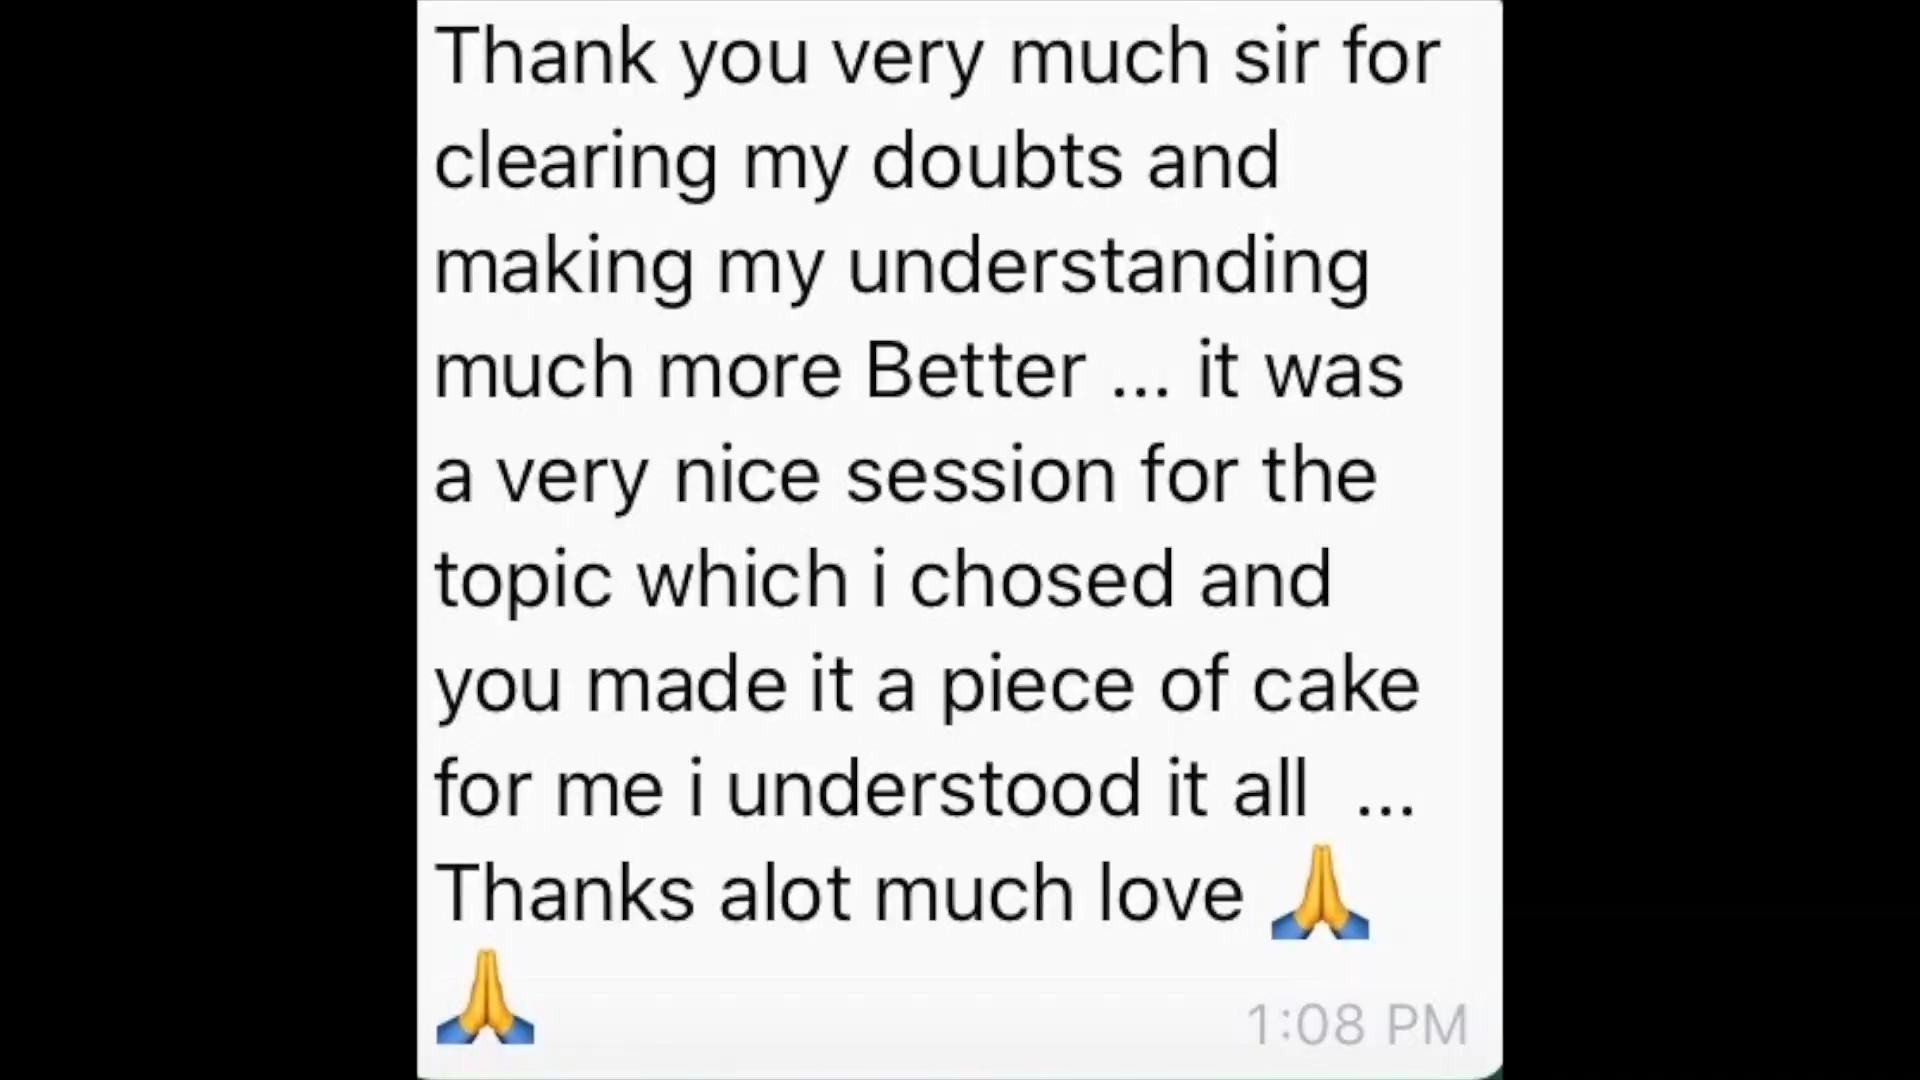 Thank you very much sir for
clearing my doubts and
making my understanding
much more Better ... it was
a very nice session for the
topic which i chosed and
you made it a piece of cake
for me i understood it all  ...
Thanks alot much love 🙏
🙏
1:08 PM